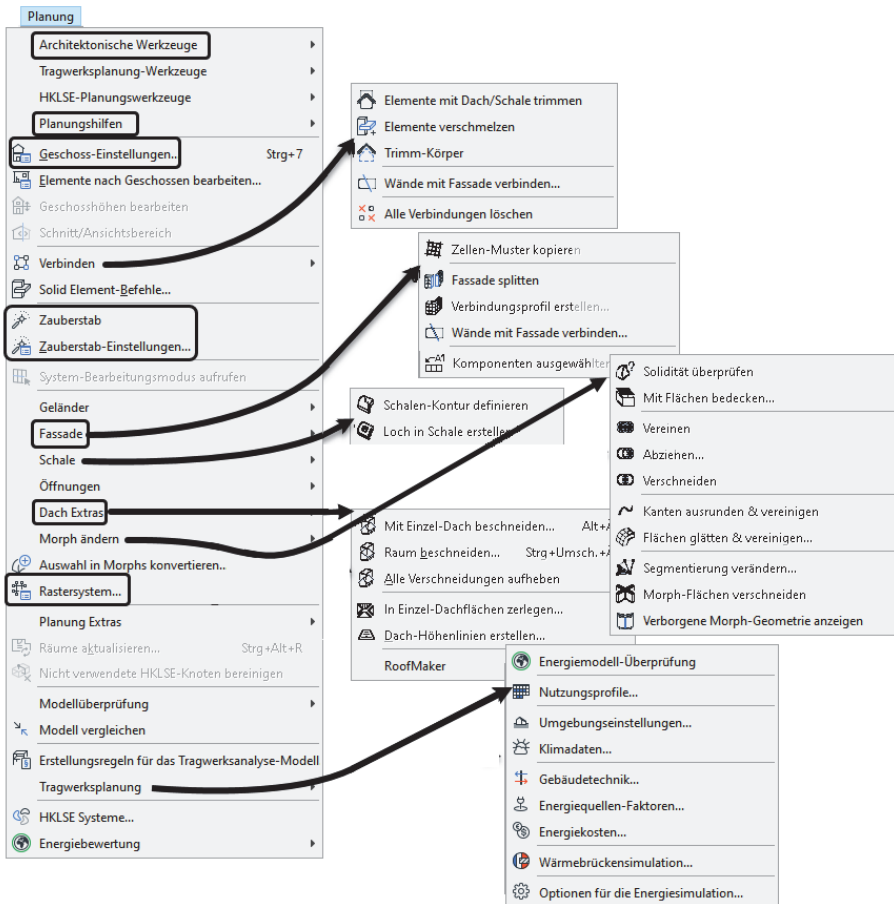 Planung
Architektonische Werkzeuge
Tragwerksplanung-Werkzeuge
HKLSE-Planungswerkzeuge
Planungshilfen
Geschoss-Einstellungen.. Strg+7
Elemente nach Geschossen bearbeiten...
Geschosshöhen bearbeiten
Schnitt/Ansichtsbereich
Verbinden
Solid Element-Befehle...
Zauberstab
Zauberstab-Einstellungen...
System-Bearbeitungsmodus aufrufen
Geländer
Fassade
Schale
Öffnungen
Dach Extras
Morph ändern
Auswahl in Morphs konvertieren..
Rastersystem...
Planung Extras
Räume aktualisieren... Strg+Alt+R
Nicht verwendete HKLSE-Knoten bereinigen
Modellüberprüfung
Modell vergleichen
Erstellungsregeln für das Tragwerksanalyse-Modell
Tragwerksplanung
HKLSE Systeme...
Energiebewertung
Elemente mit Dach/Schale trimmen
Elemente verschmelzen
Trimm-Körper
Wände mit Fassade verbinden...
Alle Verbindungen löschen
Zellen-Muster kopieren
Fassade splitten
Verbindungsprofil erstellen...
Wände mit Fassade verbinden...
Komponenten ausgewählten
Schalen-Kontur definieren
Loch in Schale erstellen
Mit Einzel-Dach beschneiden... Alt+
Raum beschneiden... Strg+Umsch.+
Alle Verschneidungen aufheben
In Einzel-Dachflächen zerlegen...
Dach-Höhenlinien erstellen...
RoofMaker
Solidität überprüfen
Mit Flächen bedecken...
Vereinen
Abziehen...
Verschneiden
Kanten ausrunden & vereinigen
Flächen glätten & vereinigen...
Segmentierung verändern...
Morph-Flächen verschneiden
Verborgene Morph-Geometrie anzeigen
Energiemodell-Überprüfung
Nutzungsprofile...
Umgebungseinstellungen...
Klimadaten...
Gebäudetechnik...
Energiequellen-Faktoren...
Energiekosten...
Wärmebrückensimulation...
Optionen für die Energiesimulation...